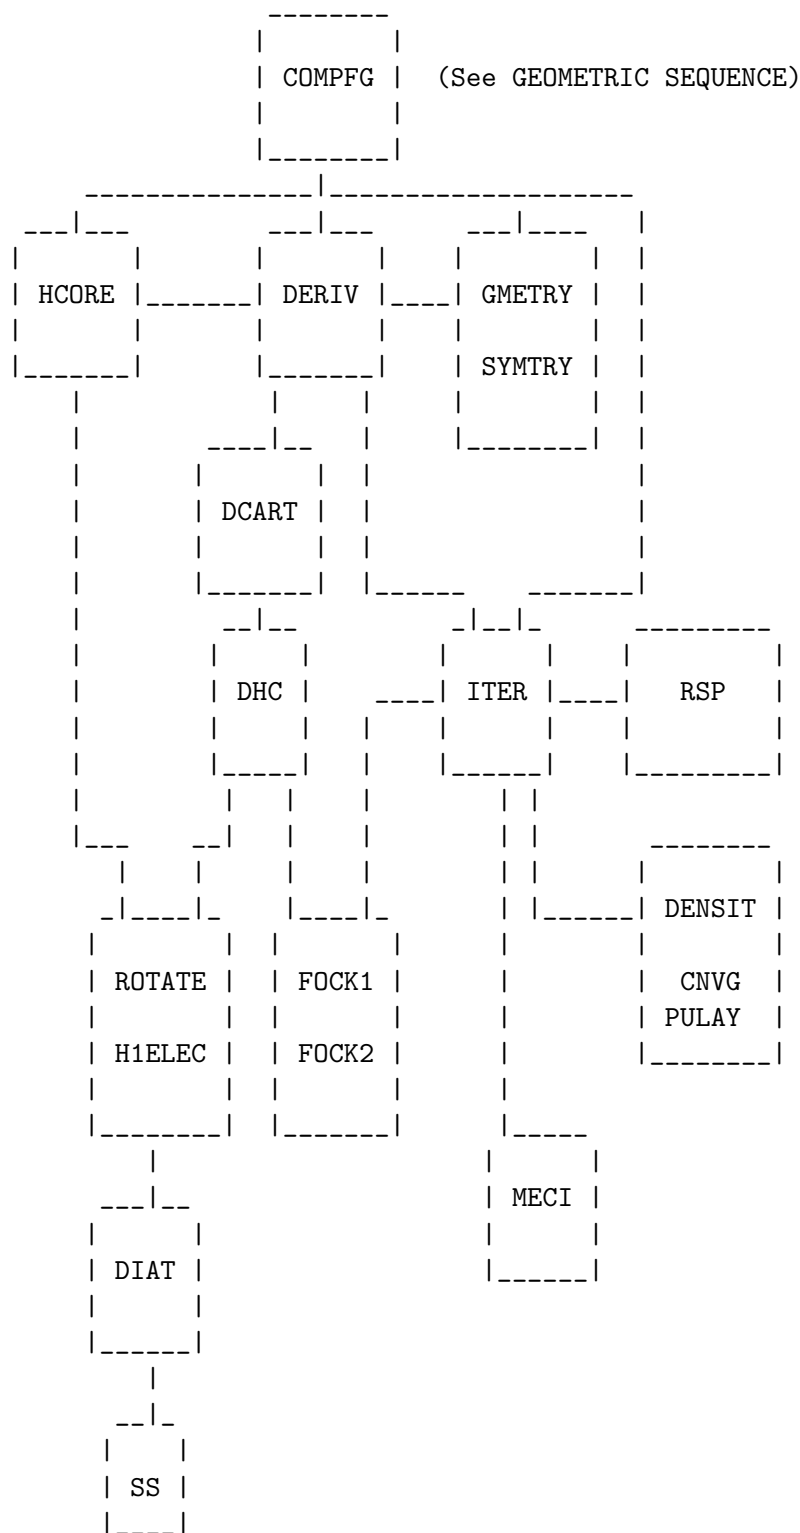 COMPFG (See GEOMETRIC SEQUENCE)
HCORE DERIV GMETRY
SYMTRY
DCART
DHC ITER RSP
DENSIT
ROTATE FOCK1 CNVG
PULAY
H1ELEC FOCK2
MECI
DIAT
SS